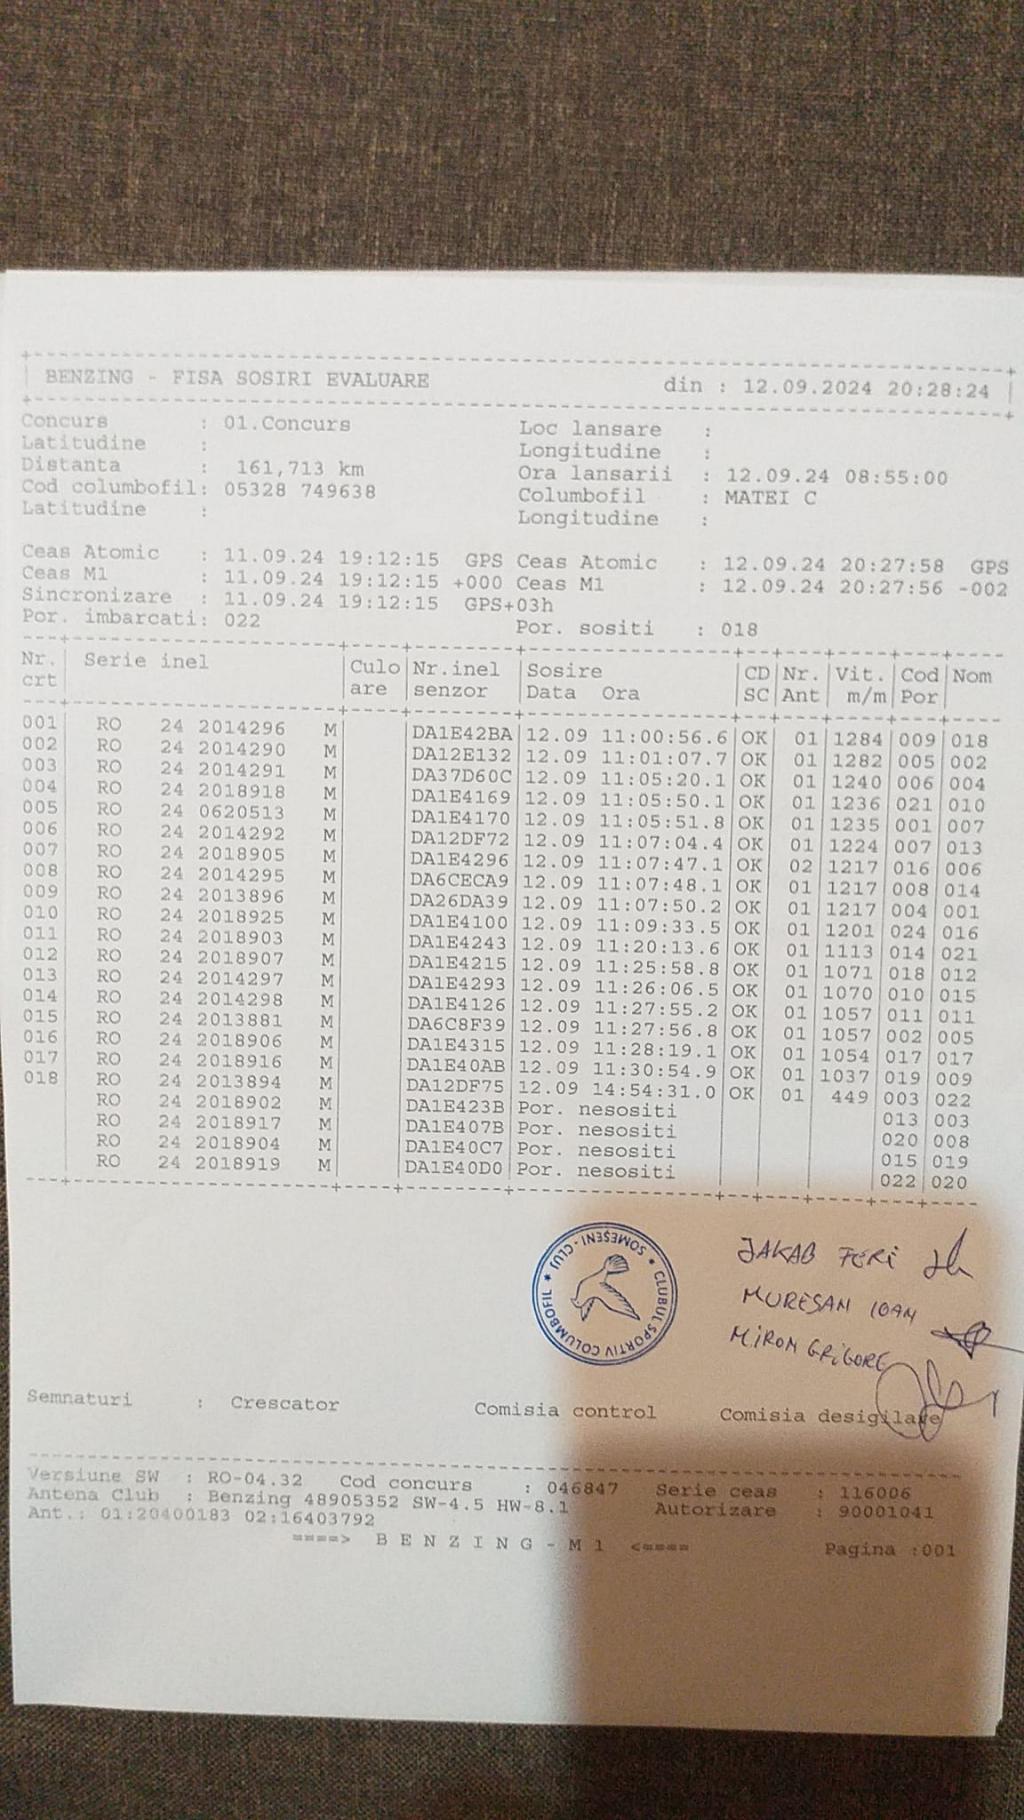 BENZING - FISA SOSIRI EVALUARE din : 12.09.2024 20:28:24
Concurs : 01.Concurs Loc lansare :
Latitudine : Longitudine :
Distanta : 161,713 km Ora lansarii : 12.09.24 08:55:00
Cod columbofil: 05328 749638 Columbofil : MATEI C
Latitudine : Longitudine :
Ceas Atomic : 11.09.24 19:12:15 GPS Ceas Atomic : 12.09.24 20:27:58 GPS
Ceas M1 : 11.09.24 19:12:15 +000 Ceas M1 : 12.09.24 20:27:56 -002
Sincronizare : 11.09.24 19:12:15 GPS+03h
Por. imbarcati: 022 Por. sositi : 018
Nr. Serie inel Culo Nr.inel Sosire CD Nr. Vit. Cod Nom
crt are senzor Data Ora SC Ant m/m Por
001 RO 24 2014296 M DA1E42BA 12.09 11:00:56.6 OK 01 1284 009 018
002 RO 24 2014290 M DA12E132 12.09 11:01:07.7 OK 01 1282 005 002
003 RO 24 2014291 M DA37D60C 12.09 11:05:20.1 OK 01 1240 006 004
004 RO 24 2018918 M DA1E4169 12.09 11:05:50.1 OK 01 1236 021 010
005 RO 24 0620513 M DA1E4170 12.09 11:05:51.8 OK 01 1235 001 007
006 RO 24 2014292 M DA12DF72 12.09 11:07:04.4 OK 01 1224 007 013
007 RO 24 2018905 M DA1E4296 12.09 11:07:47.1 OK 02 1217 016 006
008 RO 24 2014295 M DA6CECA9 12.09 11:07:48.1 OK 01 1217 008 014
009 RO 24 2013896 M DA26DA39 12.09 11:07:50.2 OK 01 1217 004 001
010 RO 24 2018925 M DA1E4100 12.09 11:09:33.5 OK 01 1201 024 016
011 RO 24 2018903 M DA1E4243 12.09 11:20:13.6 OK 01 1113 014 021
012 RO 24 2018907 M DA1E4215 12.09 11:25:58.8 OK 01 1071 018 012
013 RO 24 2014297 M DA1E4293 12.09 11:26:06.5 OK 01 1070 010 015
014 RO 24 2014298 M DA1E4126 12.09 11:27:55.2 OK 01 1057 011 011
015 RO 24 2013881 M DA6C8F39 12.09 11:27:56.8 OK 01 1057 002 005
016 RO 24 2018906 M DA1E4315 12.09 11:28:19.1 OK 01 1054 017 017
017 RO 24 2018916 M DA1E40AB 12.09 11:30:54.9 OK 01 1037 019 009
018 RO 24 2013894 M DA12DF75 12.09 14:54:31.0 OK 01 449 003 022
RO 24 2018902 M DA1E423B Por. nesositi 013 003
RO 24 2018917 M DA1E407B Por. nesositi 020 008
RO 24 2018904 M DA1E40C7 Por. nesositi 015 019
RO 24 2018919 M DA1E40D0 Por. nesositi 022 020
CLUBUL SPORTIV COLUMBOFIL * SOMEŞENI - CLUJ *
JAKAB FERI
MURESAN IOAN
MIRON GRIGORE
Semnaturi : Crescator Comisia control Comisia desigilare
Versiune SW : RO-04.32 Cod concurs : 046847 Serie ceas : 116006
Antena Club : Benzing 48905352 SW-4.5 HW-8.1 Autorizare : 90001041
Ant.: 01:20400183 02:16403792
====> B E N Z I N G - M 1 <==== Pagina :001